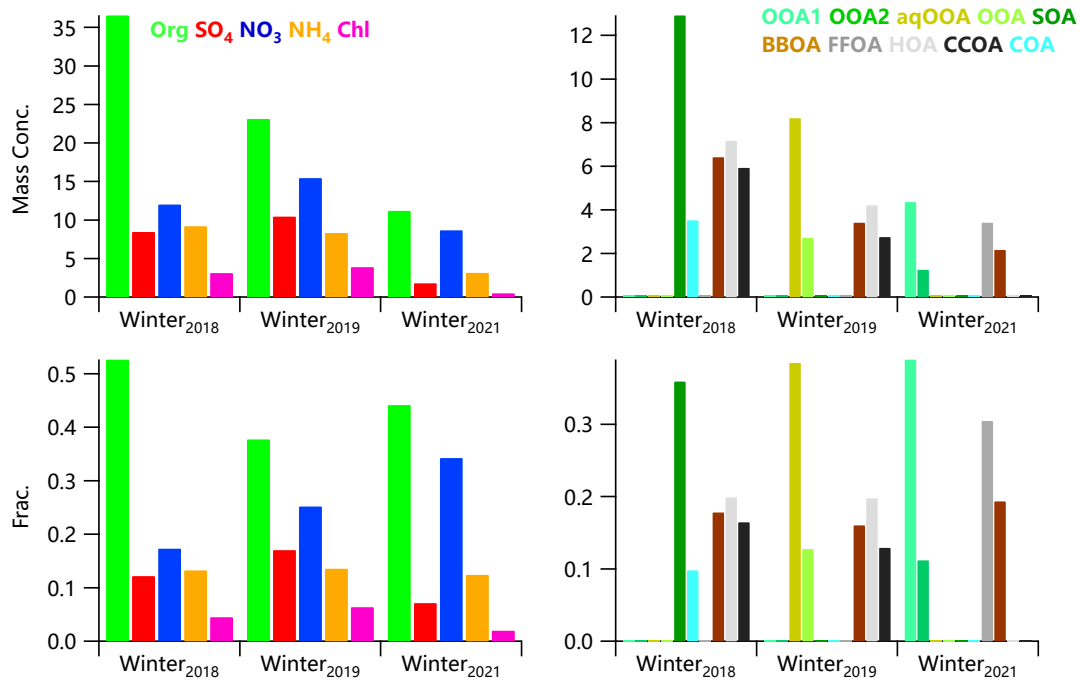 Org SO₄ NO₃ NH₄ Chl
35
30
25
20
15
10
5
0
Mass Conc.
Winter₂₀₁₈ Winter₂₀₁₉ Winter₂₀₂₁
OOA1 OOA2 aqOOA OOA SOA
BBOA FFOA HOA CCOA COA
12
10
8
6
4
2
0
Winter₂₀₁₈ Winter₂₀₁₉ Winter₂₀₂₁
0.5
0.4
0.3
0.2
0.1
0.0
Frac.
Winter₂₀₁₈ Winter₂₀₁₉ Winter₂₀₂₁
0.3
0.2
0.1
0.0
Winter₂₀₁₈ Winter₂₀₁₉ Winter₂₀₂₁